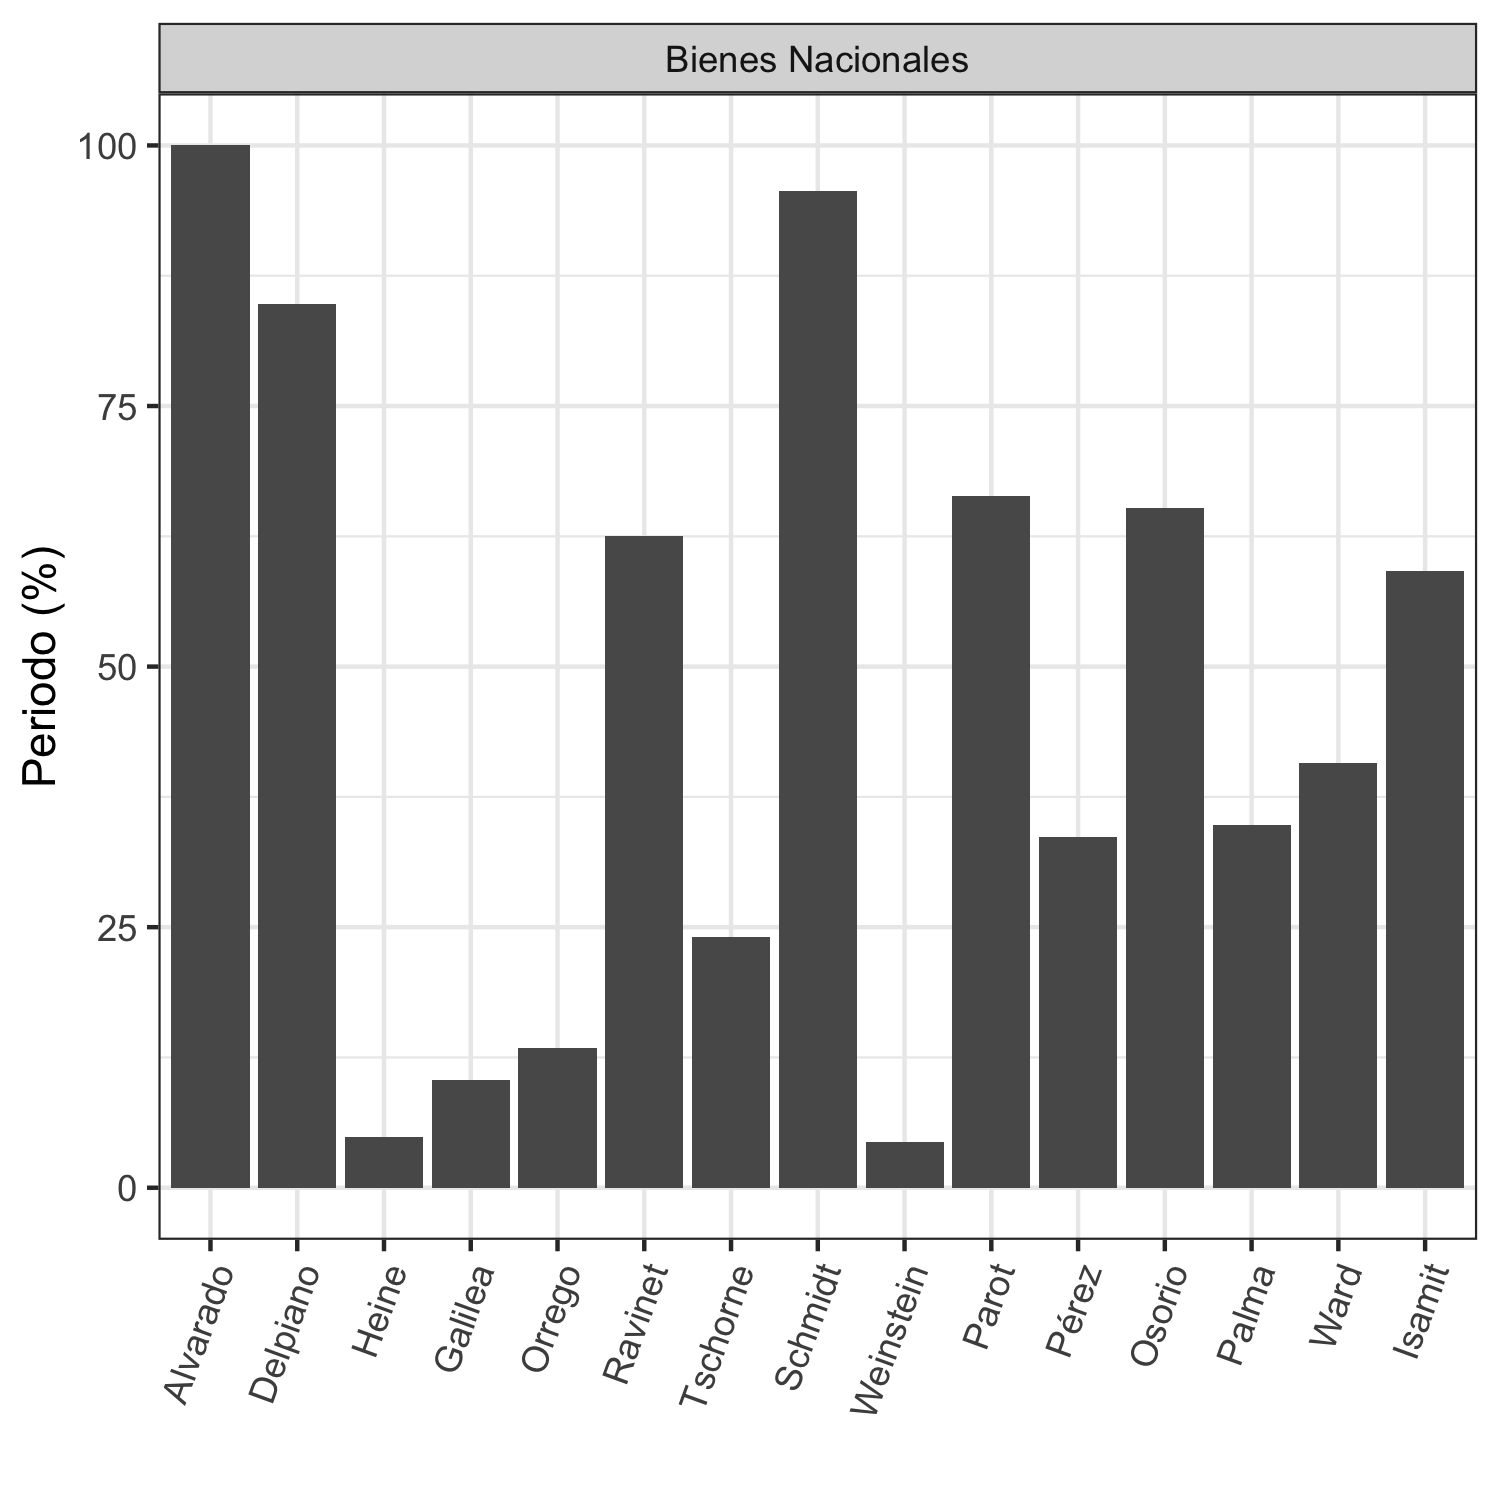 Bienes Nacionales
Periodo (%)
100
75
50
25
0
Alvarado
Delpiano
Heine
Galilea
Orrego
Ravinet
Tschorne
Schmidt
Weinstein
Parot
Pérez
Osorio
Palma
Ward
Isamit